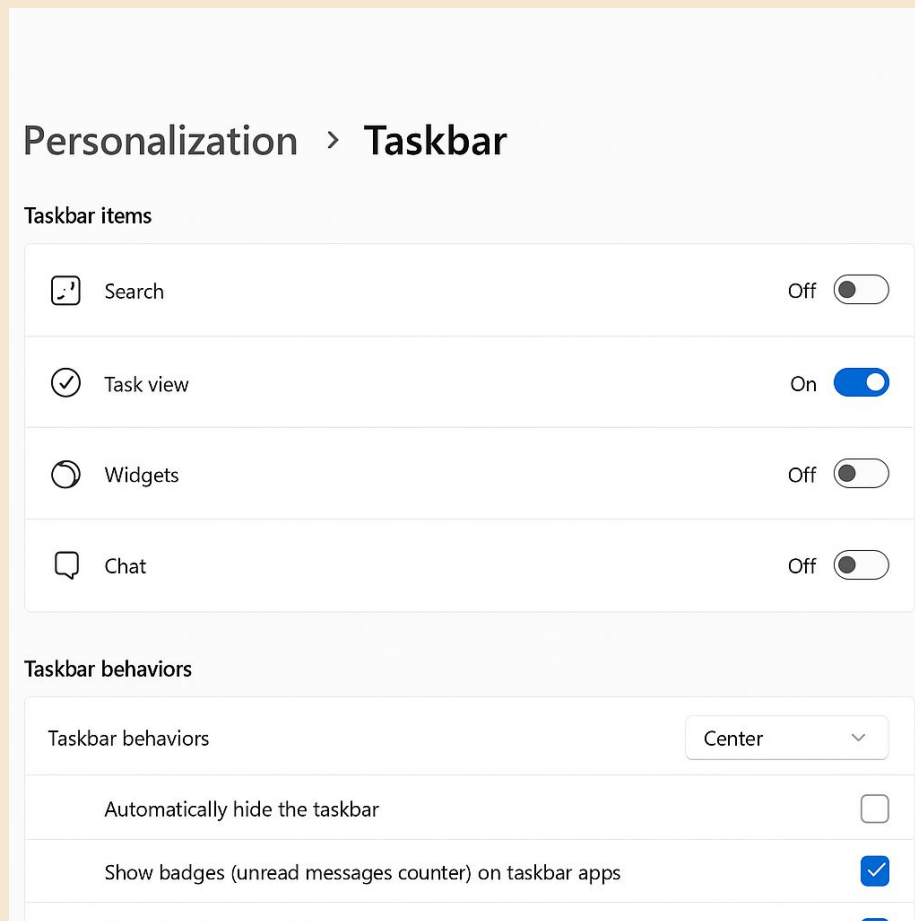 Personalization > Taskbar
Taskbar items
Search Off
Task view On
Widgets Off
Chat Off
Taskbar behaviors
Taskbar behaviors Center
Automatically hide the taskbar
Show badges (unread messages counter) on taskbar apps